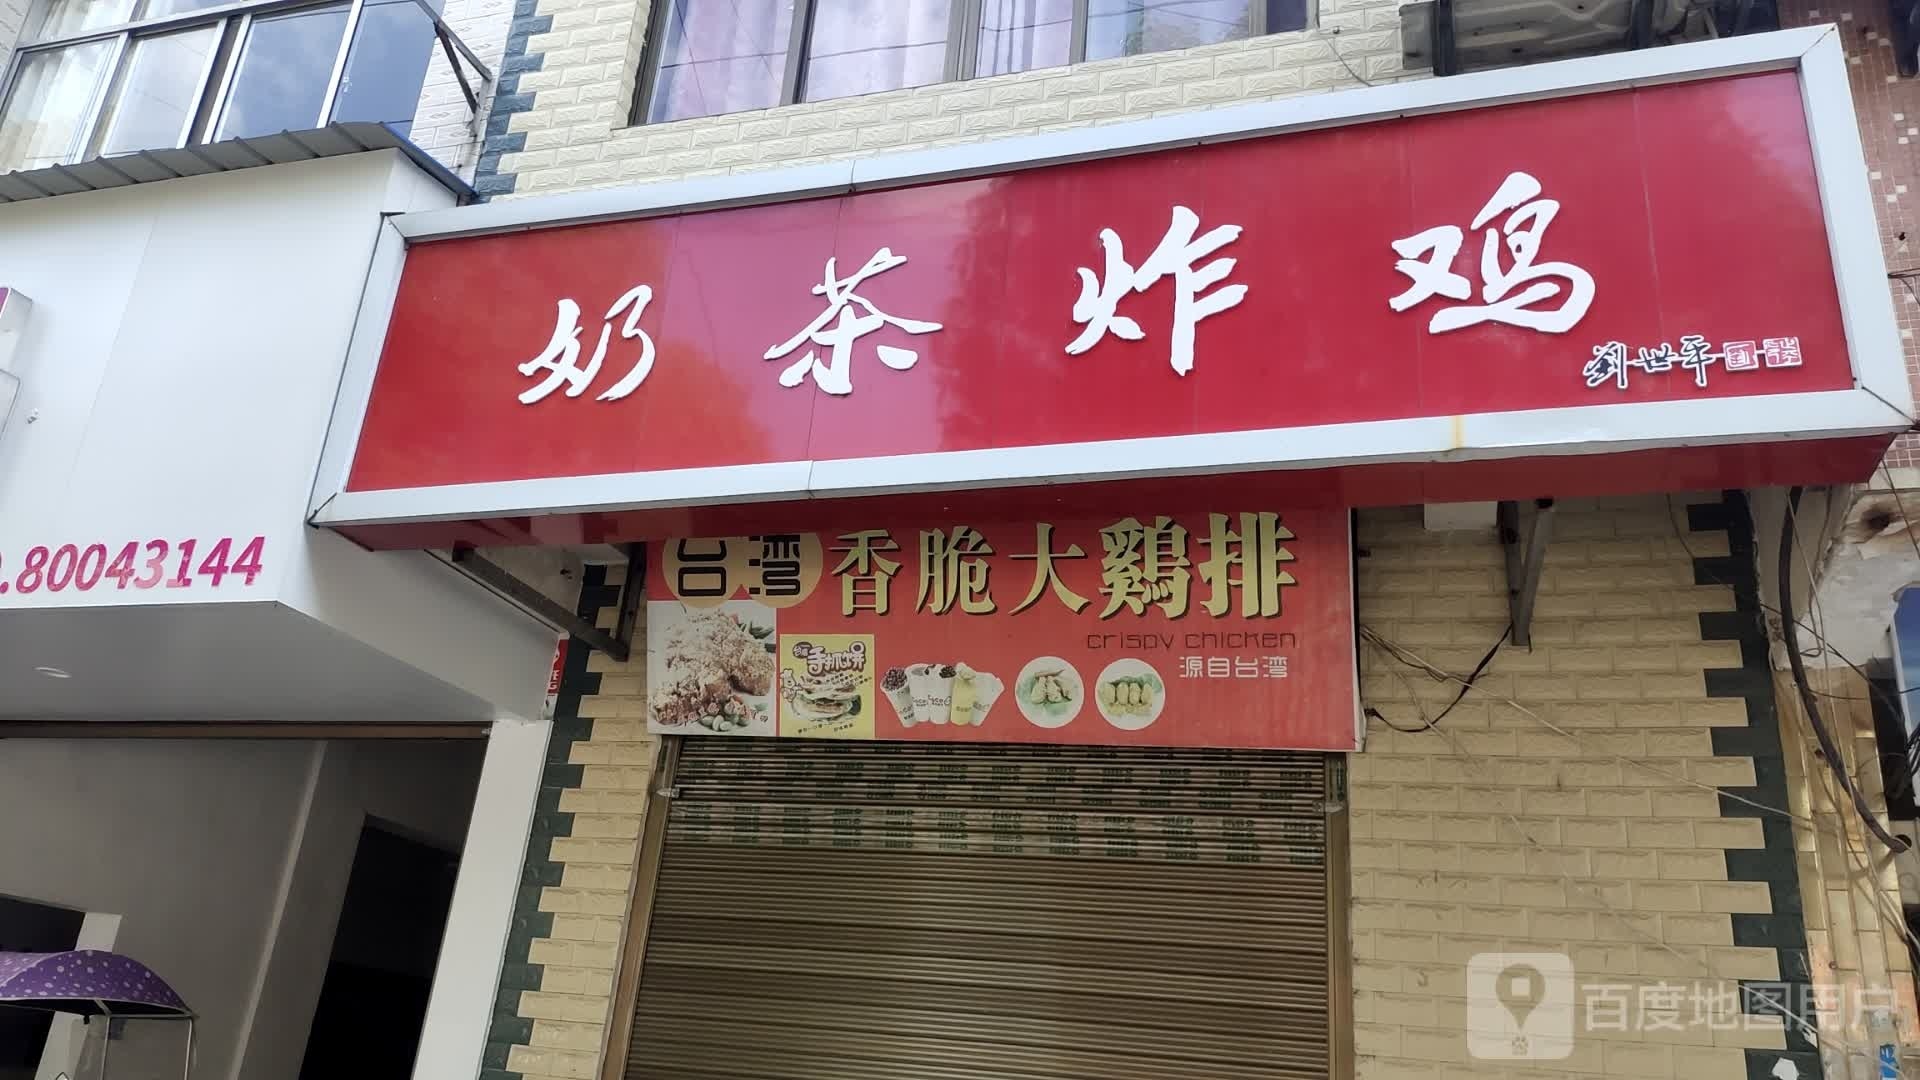 奶茶炸鸡
劉世平
.80043144
台湾香脆大鷄排
crispy chicken
源自台湾
手抓饼
百度地图用户